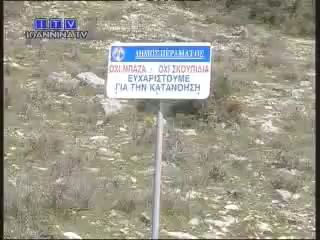 ITV
IOANNINA TV
ΔΗΜΟΣ ΠΕΡΑΜΑΤΟΣ
ΟΧΙ ΜΠΑΖΑ - ΟΧΙ ΣΚΟΥΠΙΔΙΑ
ΕΥΧΑΡΙΣΤΟΥΜΕ
ΓΙΑ ΤΗΝ ΚΑΤΑΝΟΗΣΗ